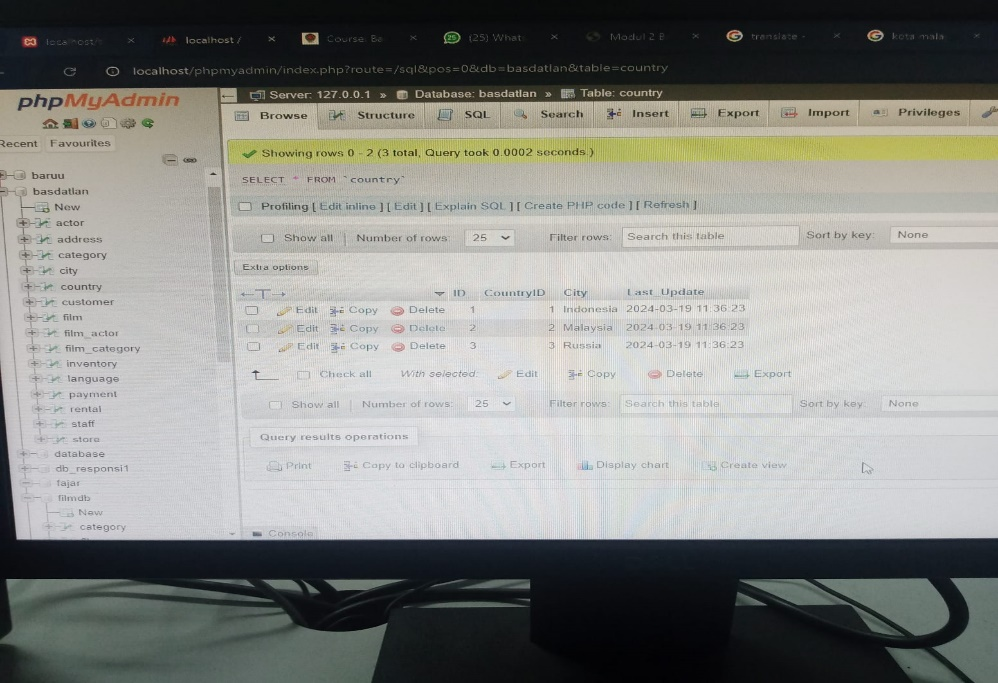 localhost/
localhost /
Course: Ba
(25) What
Modul 2 B
translate -
kota mala
localhost/phpmyadmin/index.php?route=/sql&pos=0&db=basdatlan&table=country
phpMyAdmin
Recent Favourites
baruu
basdatlan
New
actor
address
category
city
country
customer
film
film_actor
film_category
inventory
language
payment
rental
staff
store
database
db_responsi1
fajar
filmdb
New
category
Server: 127.0.0.1 » Database: basdatlan » Table: country
Browse Structure SQL Search Insert Export Import Privileges
Showing rows 0 - 2 (3 total, Query took 0.0002 seconds.)
SELECT * FROM `country`
Profiling [ Edit inline ] [ Edit ] [ Explain SQL ] [ Create PHP code ] [ Refresh ]
Show all Number of rows: 25 Filter rows: Search this table Sort by key: None
Extra options
ID CountryID City Last_Update
Edit Copy Delete 1 1 Indonesia 2024-03-19 11:36:23
Edit Copy Delete 2 2 Malaysia 2024-03-19 11:36:23
Edit Copy Delete 3 3 Russia 2024-03-19 11:36:23
Check all With selected: Edit Copy Delete Export
Show all Number of rows: 25 Filter rows: Search this table Sort by key: None
Query results operations
Print Copy to clipboard Export Display chart Create view
Console